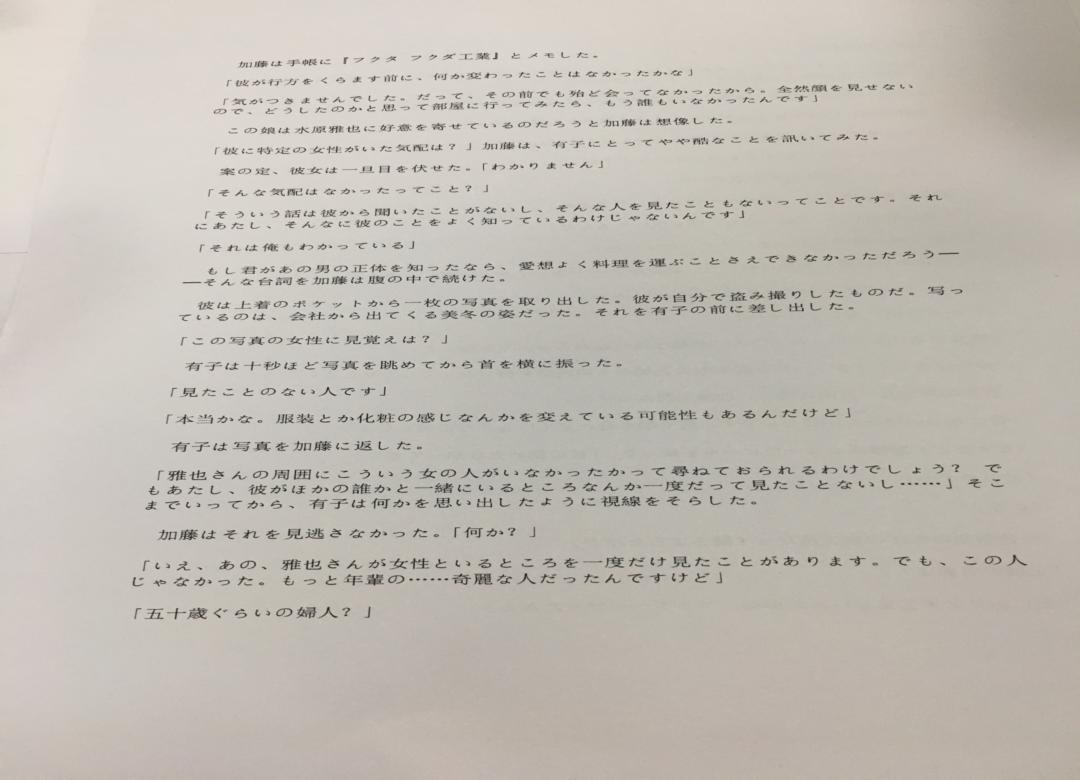 加藤は手帳に『フクタ フクダ工業』とメモした。
「彼が行方をくらます前に、何か変わったことはなかったかな」
「気がつきませんでした。だって、その前でも殆ど会ってなかったから。全然顔を見せない
ので、どうしたのかと思って部屋に行ってみたら、もう誰もいなかったんです」
この娘は水原雅也に好意を寄せているのだろうと加藤は想像した。
「彼に特定の女性がいた気配は?」加藤は、有子にとってやや酷なことを訊いてみた。
案の定、彼女は一旦目を伏せた。「わかりません」
「そんな気配はなかったってこと?」
「そういう話は彼から聞いたことがないし、そんな人を見たこともないってことです。それ
にあたし、そんなに彼のことをよく知っているわけじゃないんです」
「それは俺もわかっている」
もし君があの男の正体を知ったなら、愛想よく料理を運ぶことさえできなかっただろう―
―そんな台詞を加藤は腹の中で続けた。
彼は上着のポケットから一枚の写真を取り出した。彼が自分で盗み撮りしたものだ。写っ
ているのは、会社から出てくる美冬の姿だった。それを有子の前に差し出した。
「この写真の女性に見覚えは?」
有子は十秒ほど写真を眺めてから首を横に振った。
「見たことのない人です」
「本当かな。服装とか化粧の感じなんかを変えている可能性もあるんだけど」
有子は写真を加藤に返した。
「雅也さんの周囲にこういう女の人がいなかったかって尋ねておられるわけでしょう? で
もあたし、彼がほかの誰かと一緒にいるところなんか一度だって見たことないし……」そこ
までいってから、有子は何かを思い出したように視線をそらした。
加藤はそれを見逃さなかった。「何か?」
「いえ、あの、雅也さんが女性といるところを一度だけ見たことがあります。でも、この人
じゃなかった。もっと年輩の……奇麗な人だったんですけど」
「五十歳ぐらいの婦人?」